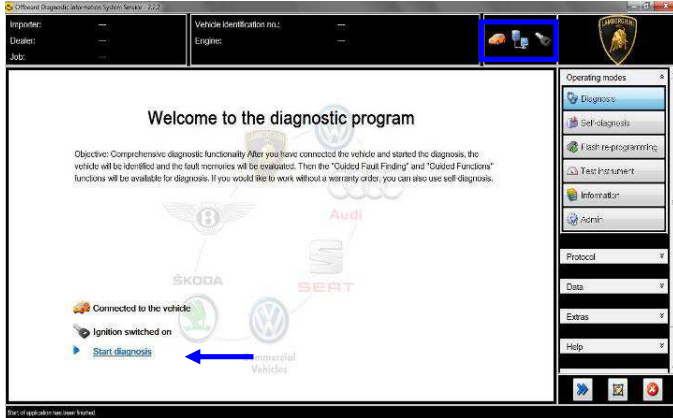 Offboard Diagnostic Information System Service - 2.2.2
Importer: ---
Dealer: ---
Job: ---
Vehicle identification no.: ---
Engine: ---
LAMBORGHINI
Welcome to the diagnostic program
Objective: Comprehensive diagnostic functionality After you have connected the vehicle and started the diagnosis, the
vehicle will be identified and the fault memories will be evaluated. Then the "Guided Fault Finding" and "Guided Functions"
functions will be available for diagnosis. If you would like to work without a warranty order, you can also use self-diagnosis.
Audi
ŠKODA
SEAT
Commercial
Vehicles
Connected to the vehicle
Ignition switched on
Start diagnosis
Operating modes
Diagnosis
Self-diagnosis
Flash re-programming
Test instrument
Information
Admin
Protocol
Data
Extras
Help
Start of application has been finished.